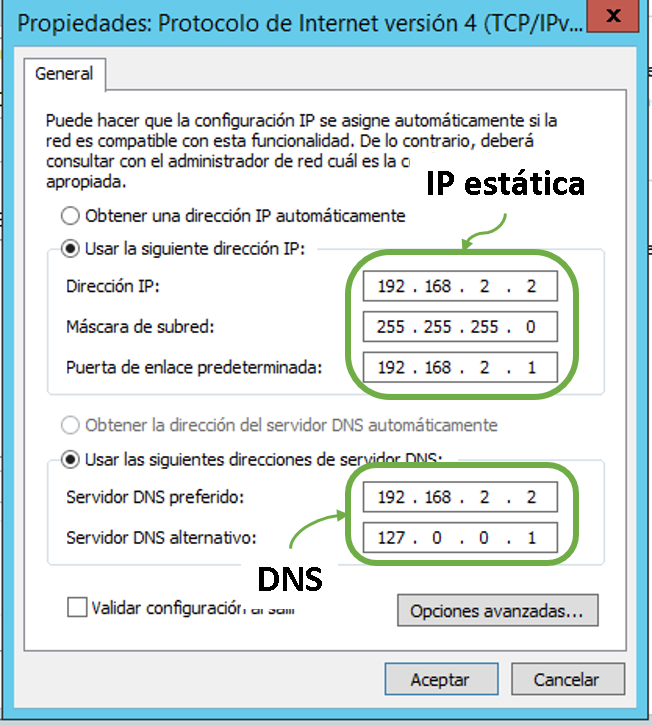 Propiedades: Protocolo de Internet versión 4 (TCP/IPv...
x
General
Puede hacer que la configuración IP se asigne automáticamente si la
red es compatible con esta funcionalidad. De lo contrario, deberá
consultar con el administrador de red cuál es la
apropiada.
IP estática
Obtener una dirección IP automáticamente
Usar la siguiente dirección IP:
Dirección IP: 192 . 168 . 2 . 2
Máscara de subred: 255 . 255 . 255 . 0
Puerta de enlace predeterminada: 192 . 168 . 2 . 1
Obtener la dirección del servidor DNS automáticamente
Usar las siguientes direcciones de servidor DNS:
Servidor DNS preferido: 192 . 168 . 2 . 2
Servidor DNS alternativo: 127 . 0 . 0 . 1
DNS
Validar configuración al salir
Opciones avanzadas...
Aceptar
Cancelar